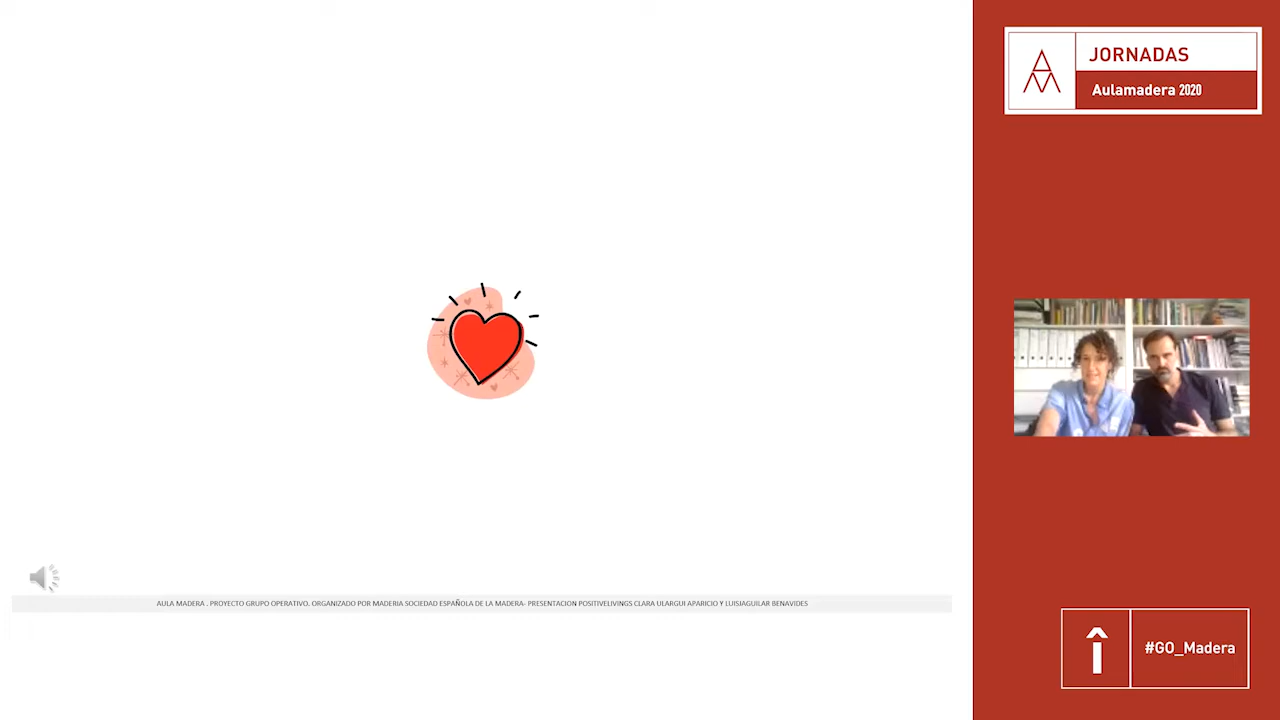 JORNADAS
Aulamadera 2020
AULA MADERA . PROYECTO GRUPO OPERATIVO. ORGANIZADO POR MADERIA SOCIEDAD ESPAÑOLA DE LA MADERA- PRESENTACION POSITIVELIVINGS CLARA ULARGUI APARICIO Y LUISJAGUILAR BENAVIDES
#GO_Madera